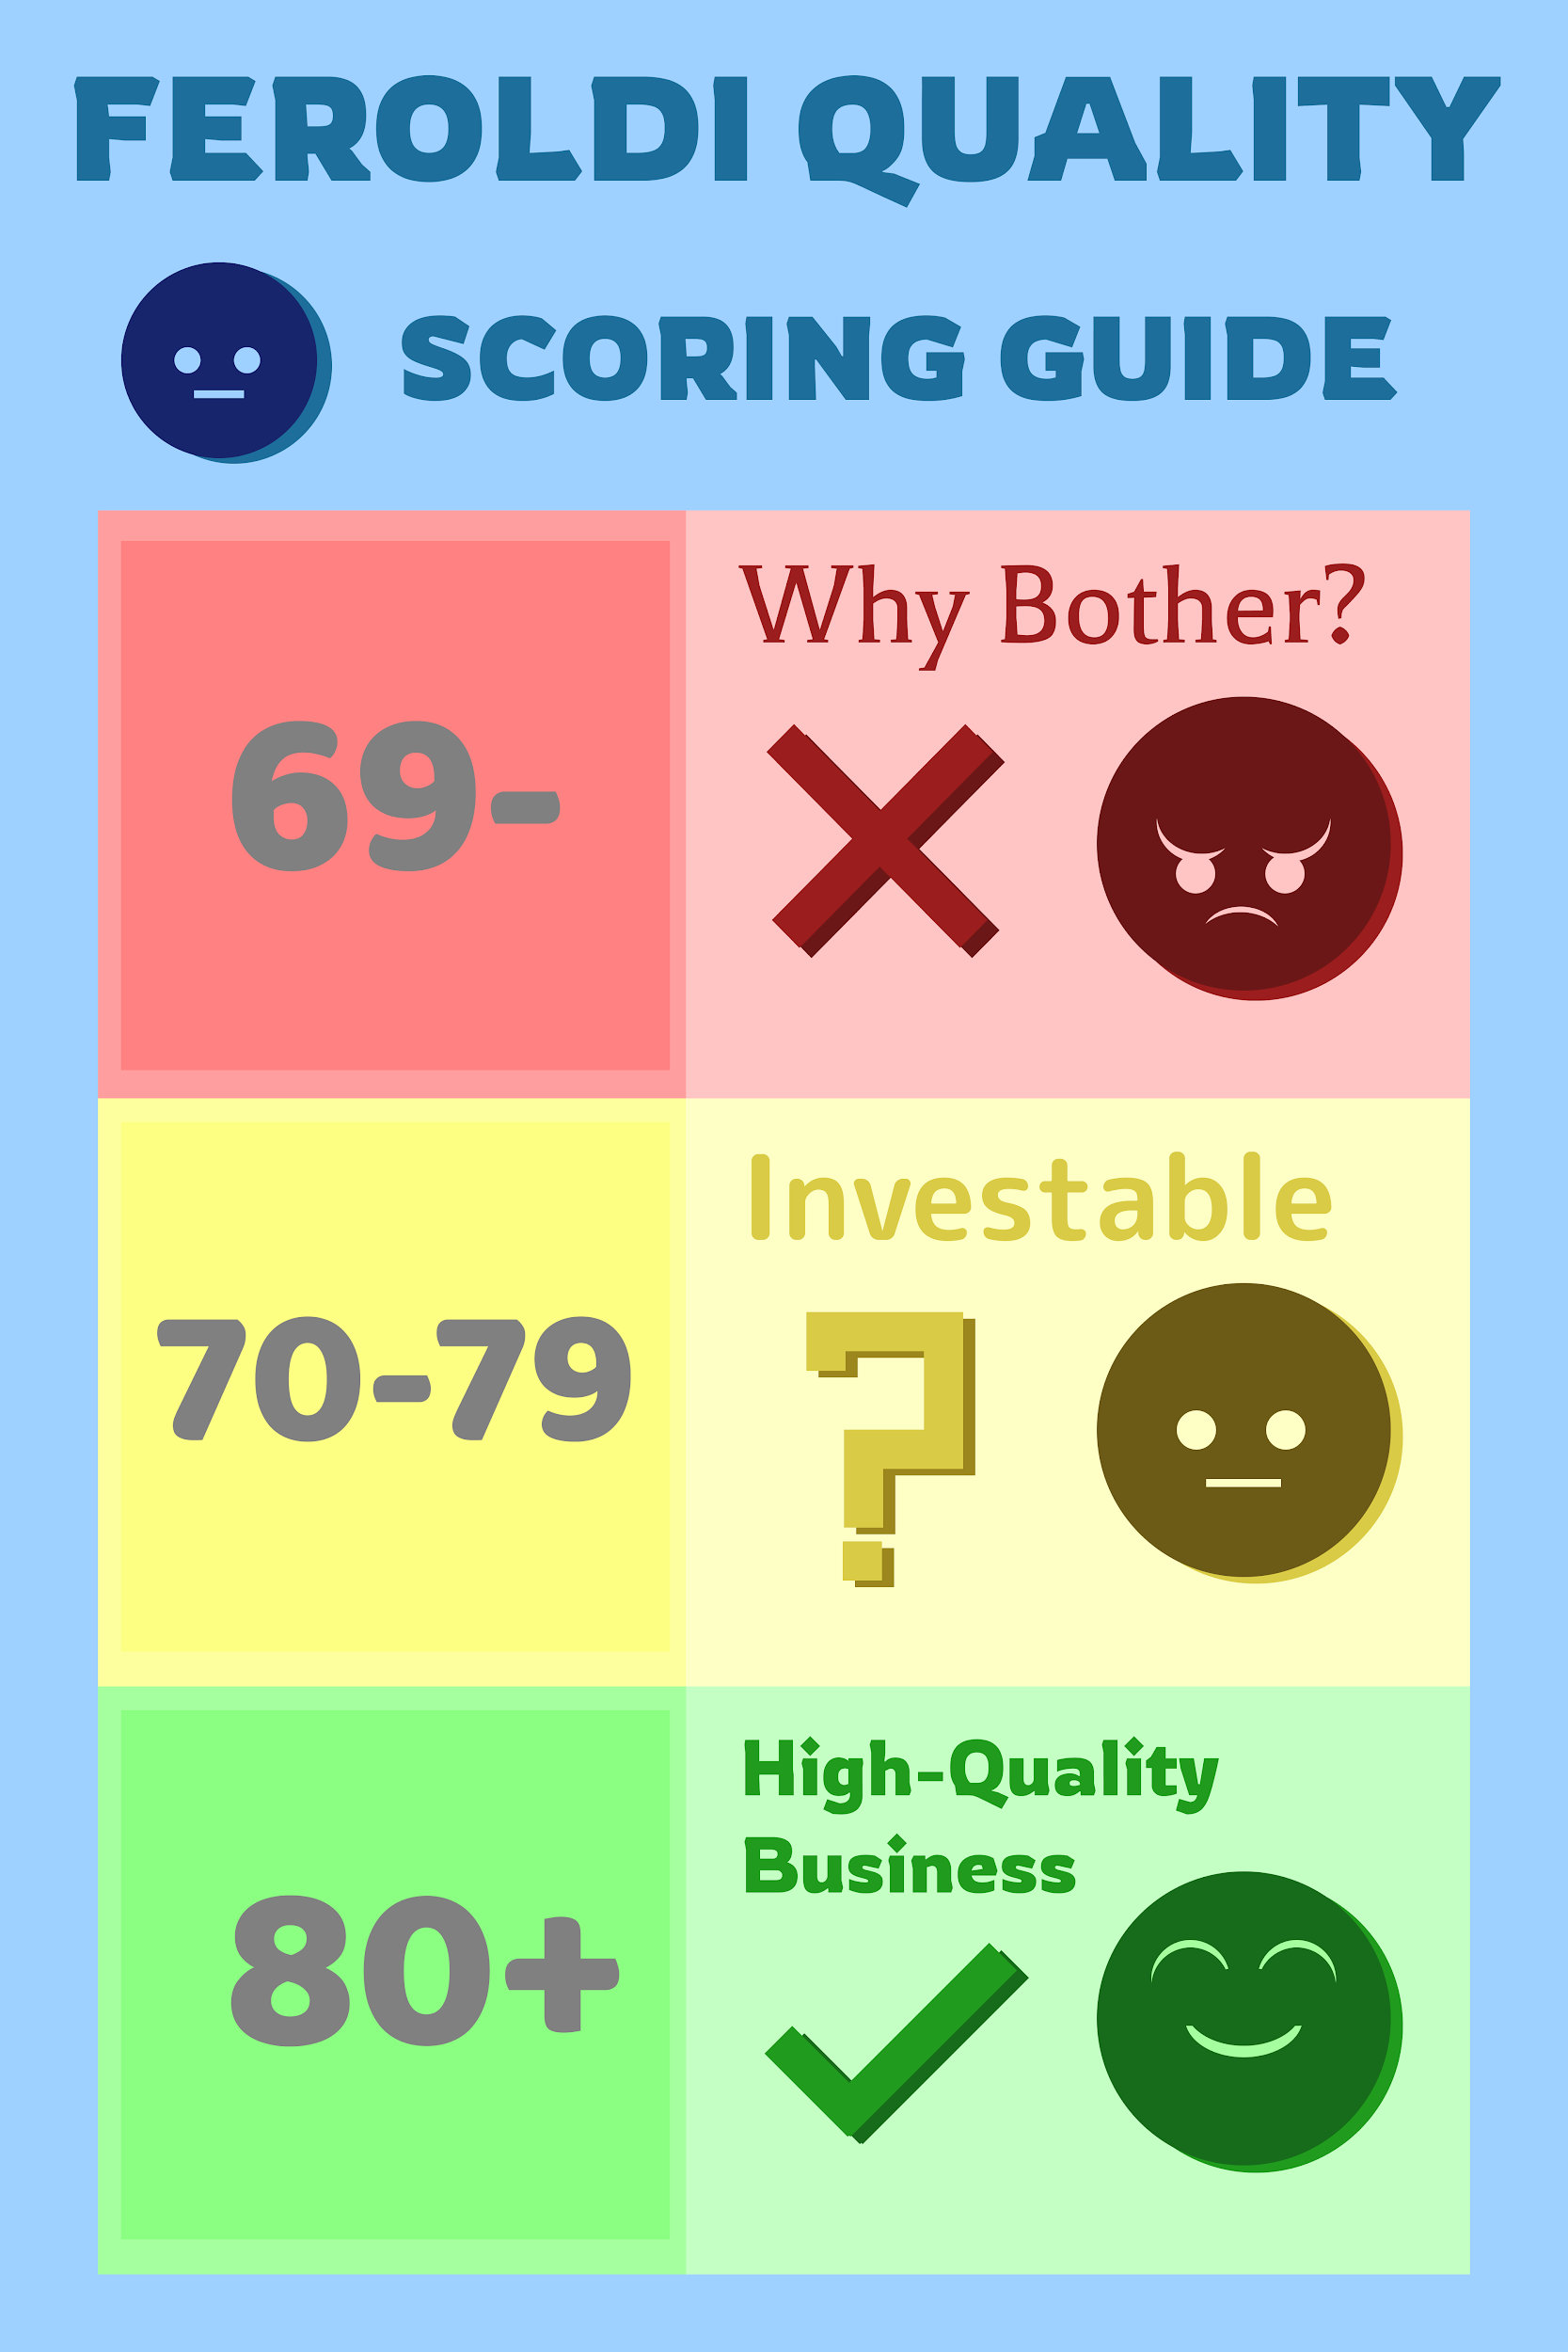 FEROLDI QUALITY
SCORING GUIDE
69-
Why Bother?
70-79
Investable
?
80+
High-Quality
Business